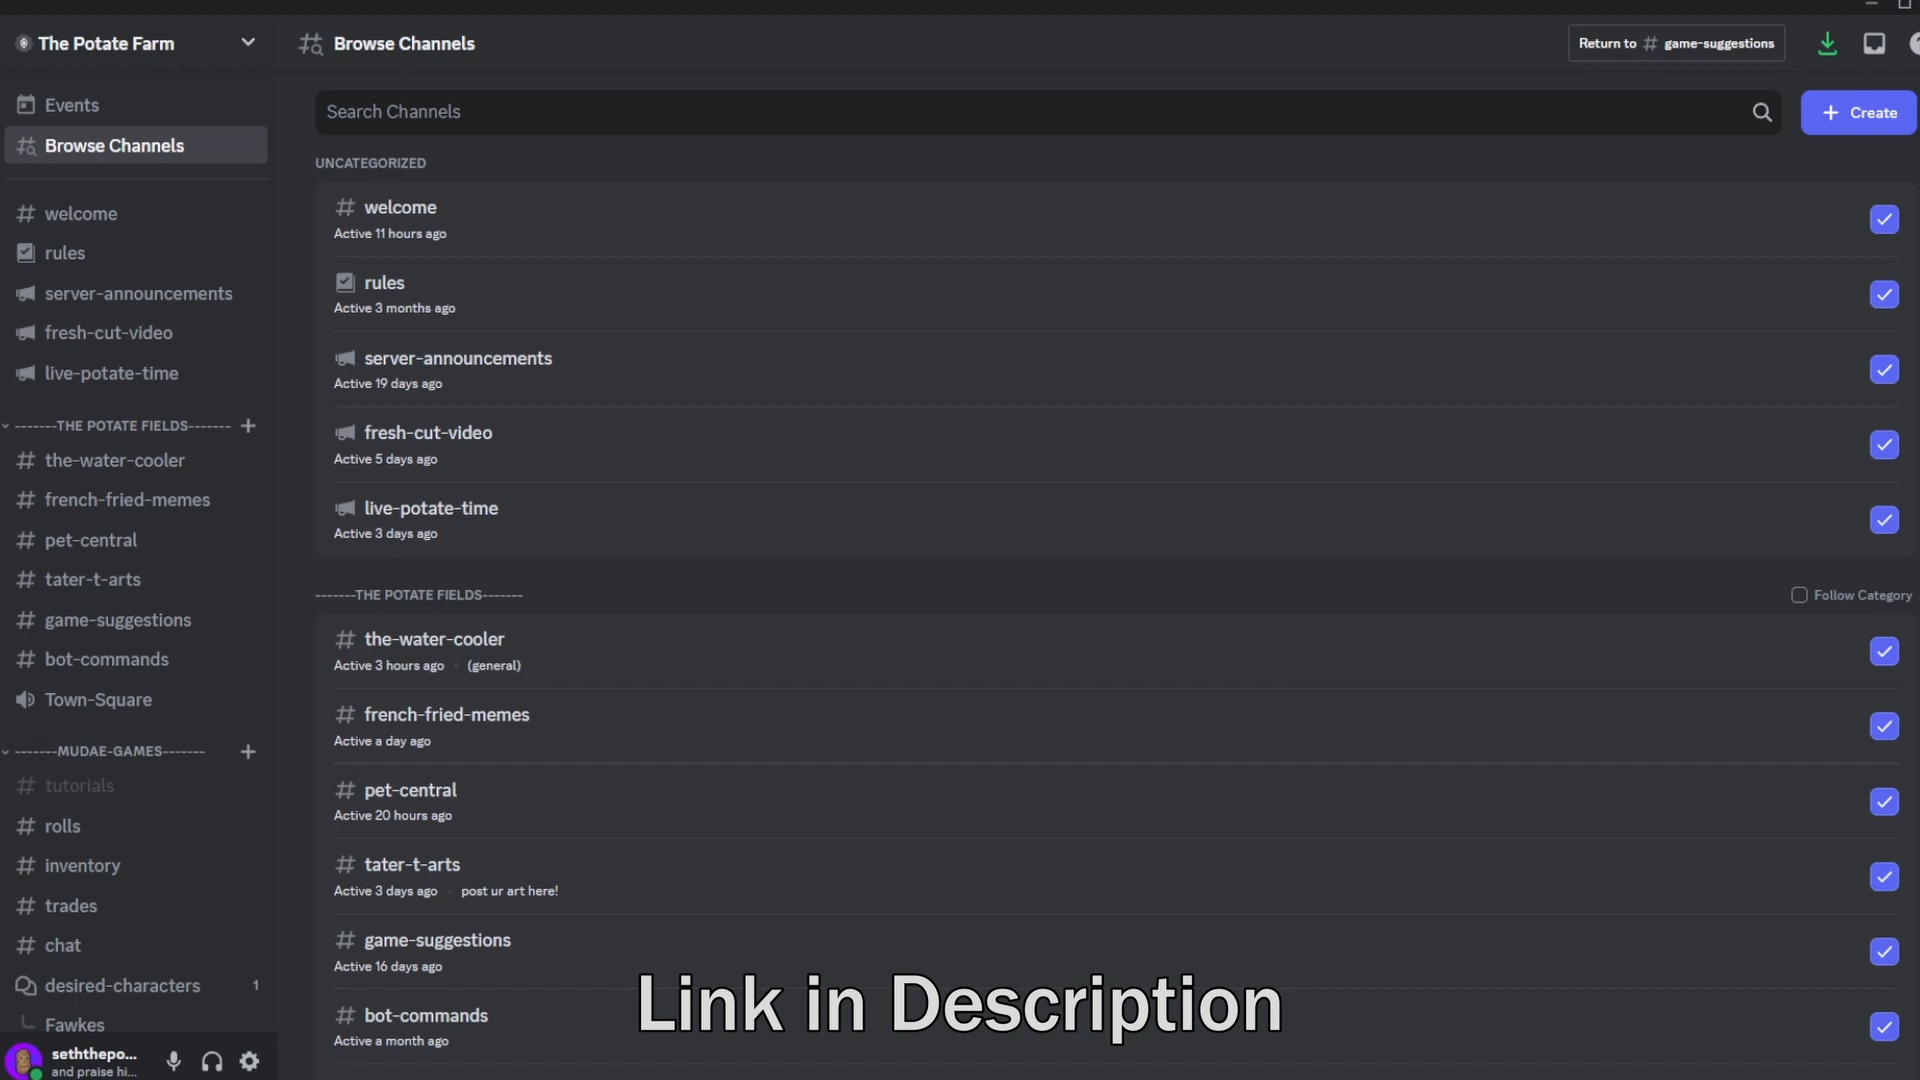 The Potate Farm
Events
Browse Channels
welcome
rules
server-announcements
fresh-cut-video
live-potate-time
-------THE POTATE FIELDS-------
the-water-cooler
french-fried-memes
pet-central
tater-t-arts
game-suggestions
bot-commands
Town-Square
-------MUDAE-GAMES-------
tutorials
rolls
inventory
trades
chat
desired-characters 1
Fawkes
seththepo...
and praise hi...
Browse Channels
Return to # game-suggestions
Search Channels
+ Create
UNCATEGORIZED
welcome
Active 11 hours ago
rules
Active 3 months ago
server-announcements
Active 19 days ago
fresh-cut-video
Active 5 days ago
live-potate-time
Active 3 days ago
-------THE POTATE FIELDS-------
Follow Category
the-water-cooler
Active 3 hours ago • (general)
french-fried-memes
Active a day ago
pet-central
Active 20 hours ago
tater-t-arts
Active 3 days ago • post ur art here!
game-suggestions
Active 16 days ago
bot-commands
Active a month ago
Link in Description